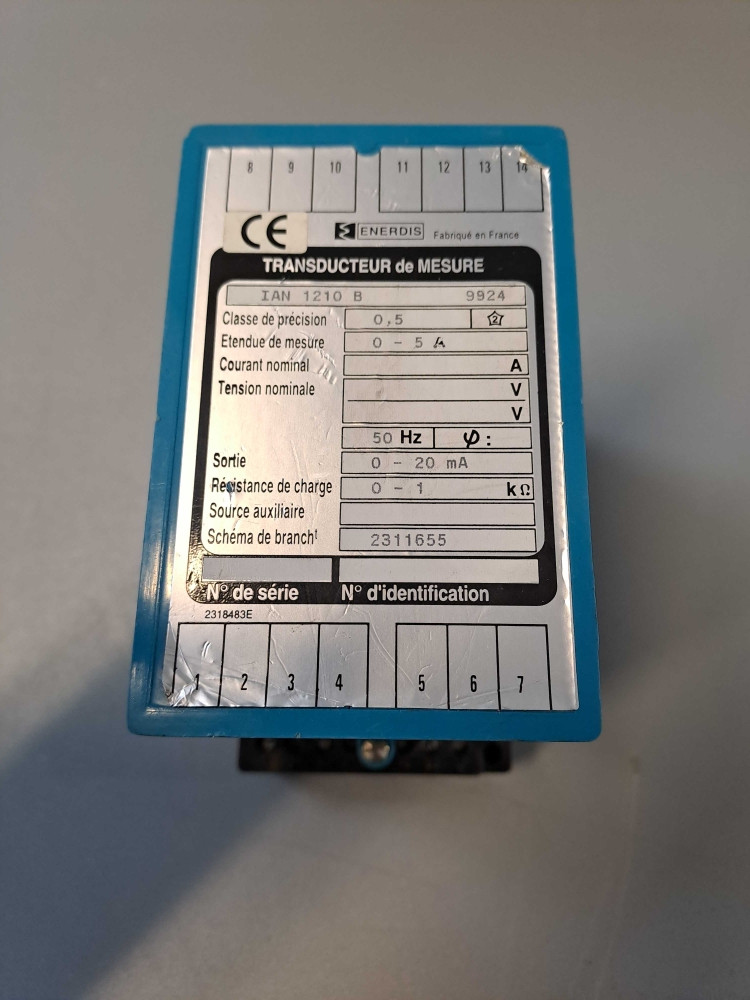 8 9 10 11 12 13 14
CE ENERDIS Fabriqué en France
TRANSDUCTEUR de MESURE
IAN 1210 B 9924
Classe de précision 0,5 2
Etendue de mesure 0 - 5 A
Courant nominal A
Tension nominale V
V
50 Hz φ :
Sortie 0 - 20 mA
Résistance de charge 0 - 1 kΩ
Source auxiliaire
Schéma de brancht 2311655
N° de série N° d'identification
2318483E
1 2 3 4 5 6 7